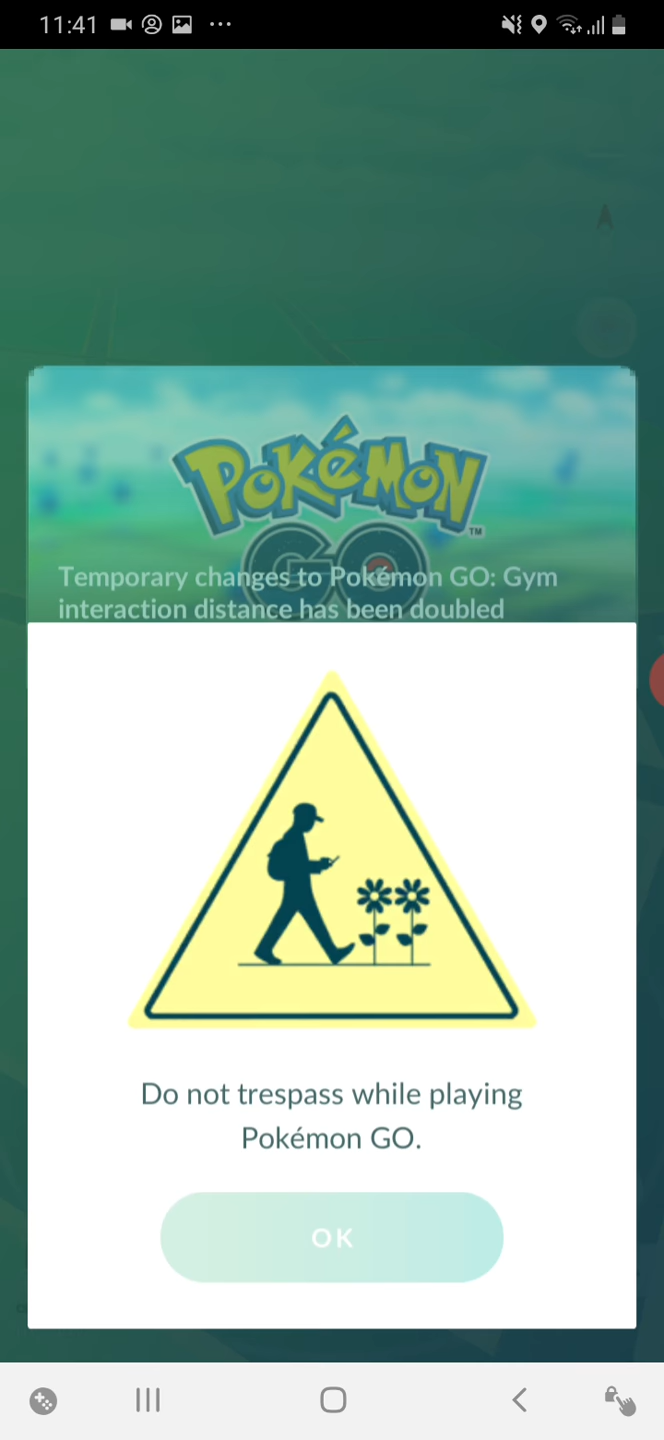 11:41
POKéMON
TM
GO
Temporary changes to Pokémon GO: Gym
interaction distance has been doubled
Do not trespass while playing
Pokémon GO.
OK